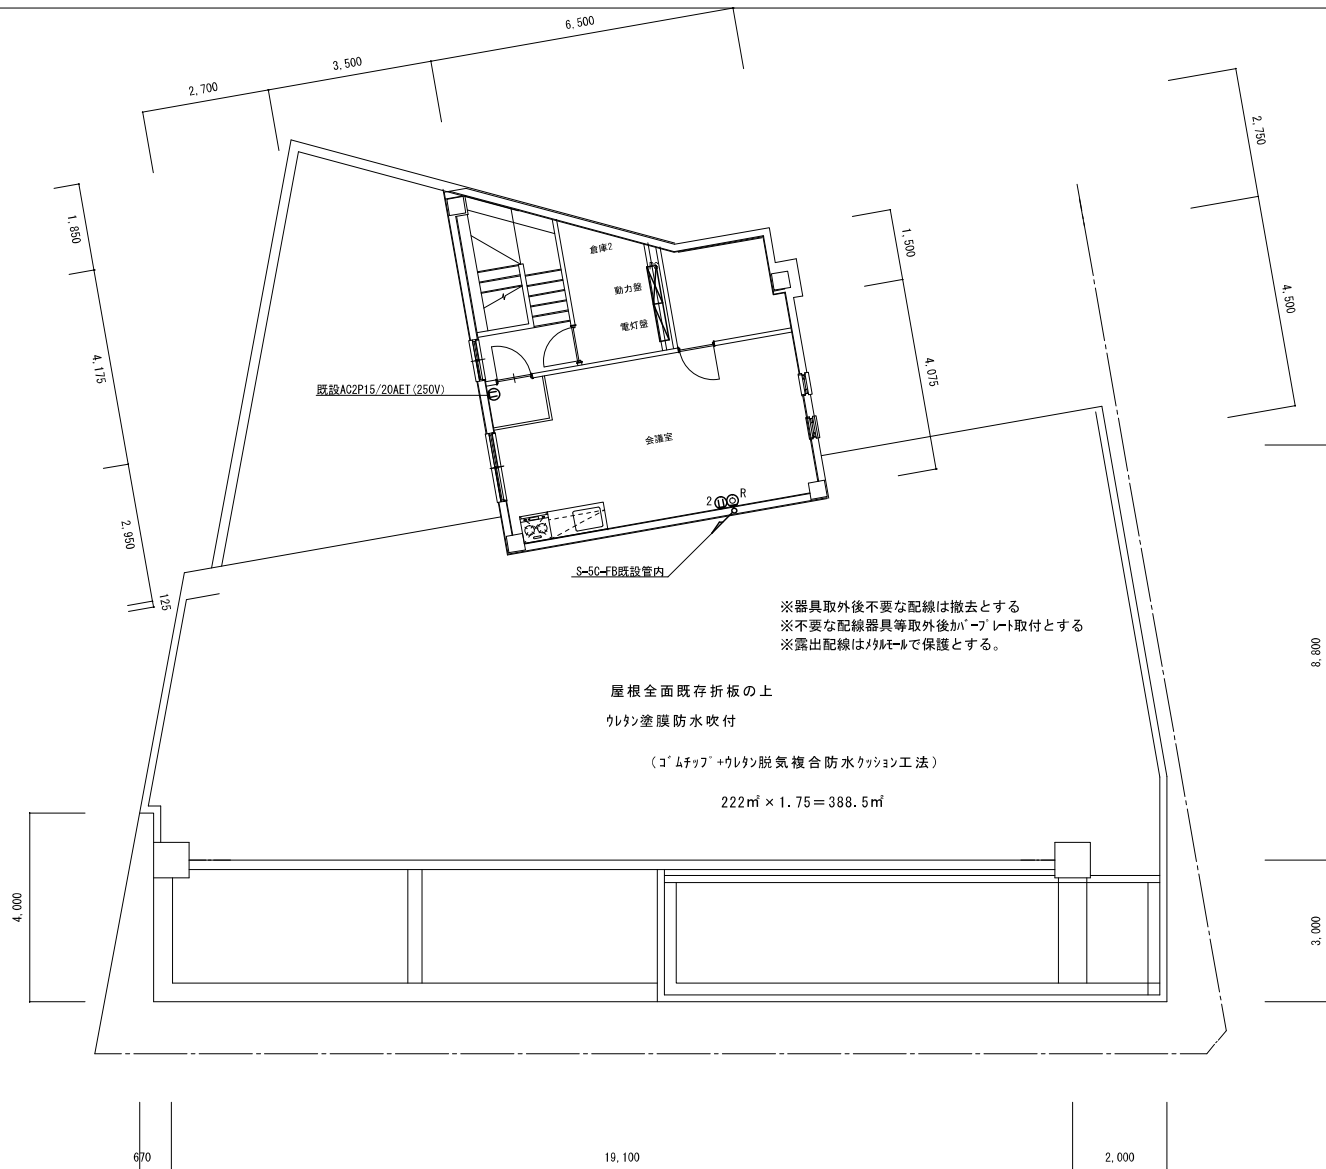 6,500
3,500
2,700
2,750
1,850
1,500
倉庫2
動力盤
電灯盤
4,500
4,175
4,075
既設AC2P15/20AET(250V)
会議室
2
R
2,950
S-5C-FB既設管内
125
※器具取外後不要な配線は撤去とする
※不要な配線器具等取外後ｶﾊﾞｰﾌﾟﾚｰﾄ取付とする
※露出配線はﾒﾀﾙﾓｰﾙで保護とする。
8,800
屋根全面既存折板の上
ｳﾚﾀﾝ塗膜防水吹付
(ｺﾞﾑﾁｯﾌﾟ+ｳﾚﾀﾝ脱気複合防水ｸｯｼｮﾝ工法)
222㎡×1.75=388.5㎡
4,000
3,000
670
19,100
2,000